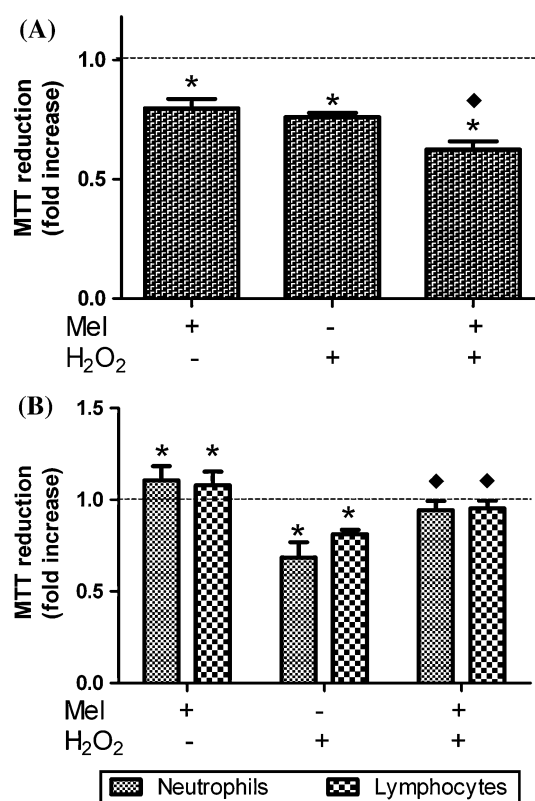 (A)
MTT reduction
(fold increase)
1.0
0.5
0.0
*
*
◆
*
Mel + - +
H₂O₂ - + +
(B)
MTT reduction
(fold increase)
1.5
1.0
0.5
0.0
* *
* *
◆ ◆
Mel + - +
H₂O₂ - + +
Neutrophils Lymphocytes